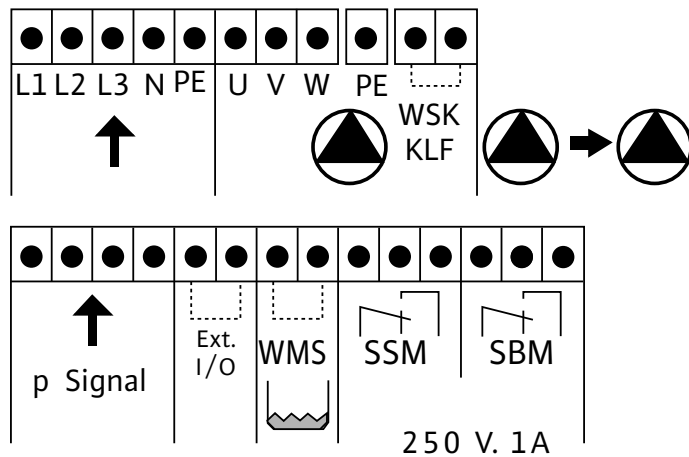 L1 L2 L3 N PE U V W PE
WSK
KLF
Ext.
I/O
WMS SSM SBM
p Signal
250 V. 1A